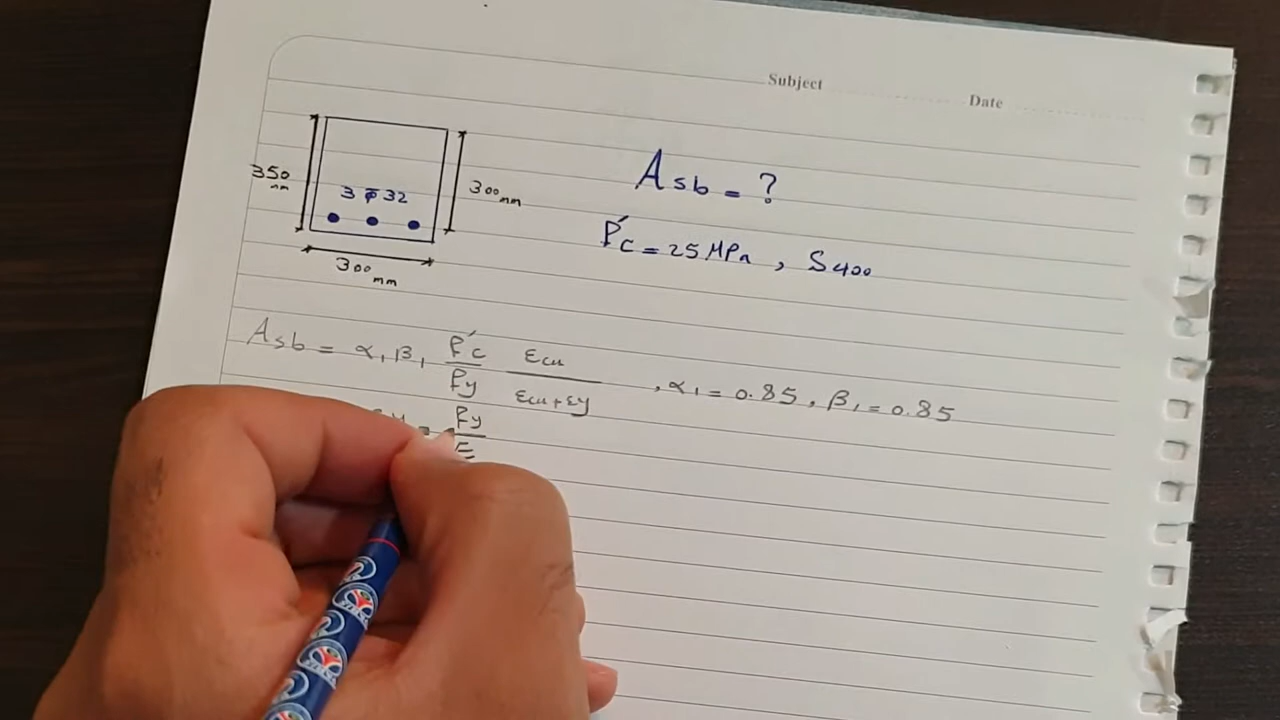 Subject
Date
350
mm
3 φ 32
300 mm
300 mm
Asb = ?
f'c = 25 MPa , S400
Asb = α1 β1 f'c/fy εcu/(εcu+εy) , α1 = 0.85 , β1 = 0.85
= fy/E